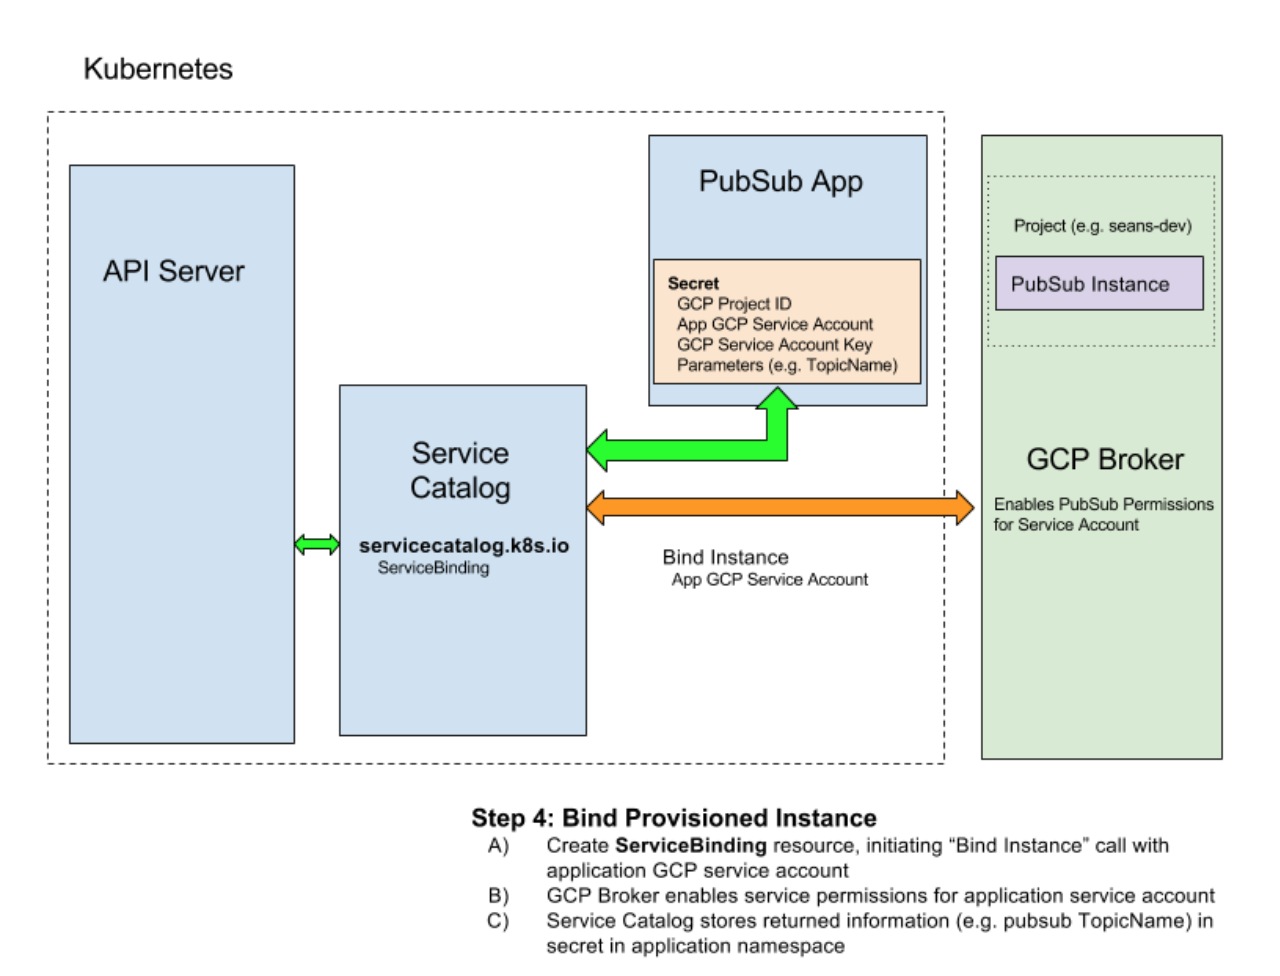 Kubernetes
API Server
Service
Catalog
servicecatalog.k8s.io
ServiceBinding
PubSub App
Secret
GCP Project ID
App GCP Service Account
GCP Service Account Key
Parameters (e.g. TopicName)
Bind Instance
App GCP Service Account
Project (e.g. seans-dev)
PubSub Instance
GCP Broker
Enables PubSub Permissions
for Service Account
Step 4: Bind Provisioned Instance
A) Create ServiceBinding resource, initiating “Bind Instance” call with
application GCP service account
B) GCP Broker enables service permissions for application service account
C) Service Catalog stores returned information (e.g. pubsub TopicName) in
secret in application namespace